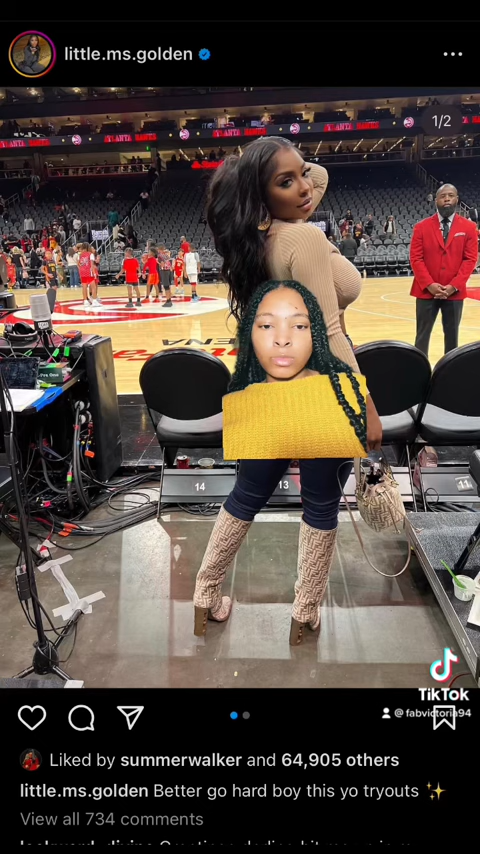 little.ms.golden
1/2
14
13
11
TikTok
@fabvictoria94
Liked by summerwalker and 64,905 others
little.ms.golden Better go hard boy this yo tryouts ✨
View all 734 comments